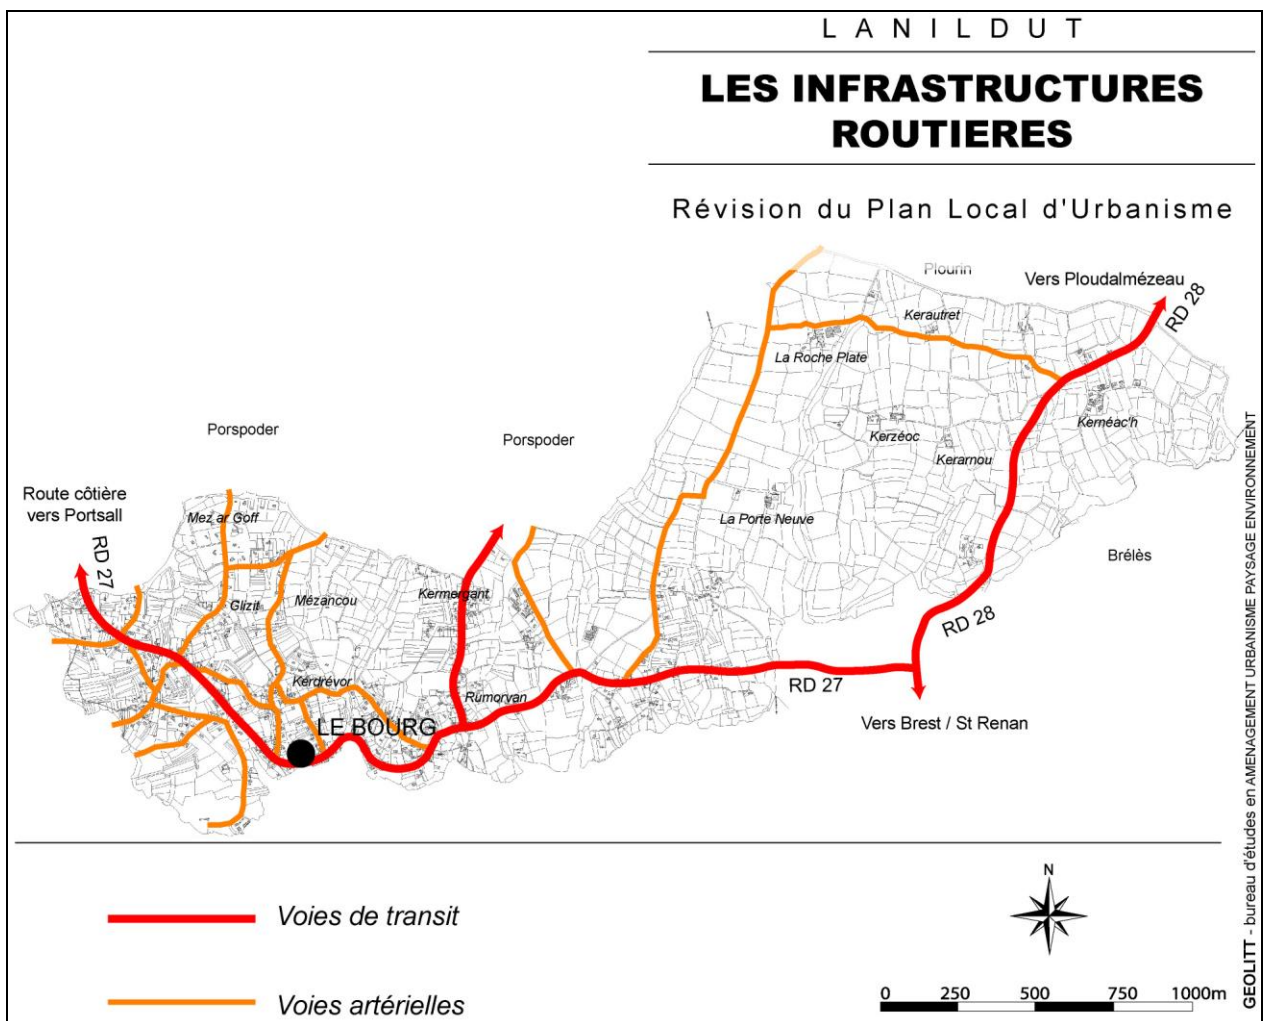 LANILDUT
LES INFRASTRUCTURES
ROUTIERES
Révision du Plan Local d'Urbanisme
Plourin
Vers Ploudalmézeau
RD 28
Kerautret
La Roche Plate
Kernéac'h
Kerzéoc
Kerarnou
Porspoder
Porspoder
Route côtière
vers Portsall
RD 27
Mez ar Goff
La Porte Neuve
Brélès
Glizit
Mézancou
Kermergant
RD 28
Kerdrévor
Rumorvan
RD 27
LE BOURG
Vers Brest / St Renan
Voies de transit
Voies artérielles
N
0 250 500 750 1000m
GEOLITT - bureau d'études en AMENAGEMENT URBANISME PAYSAGE ENVIRONNEMENT